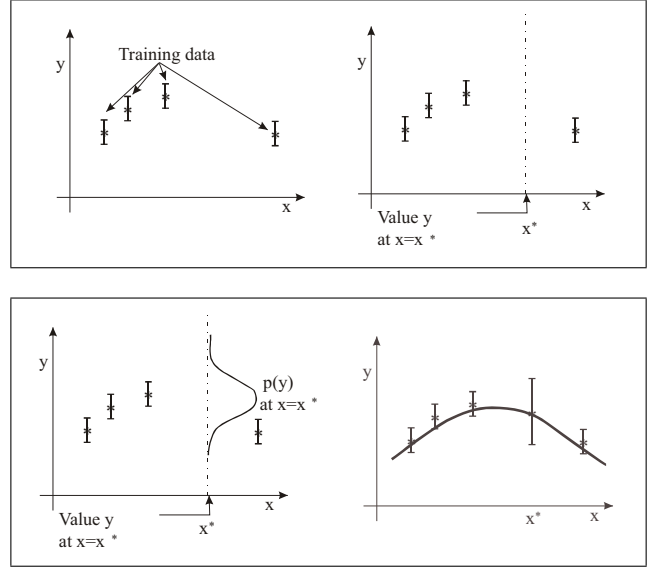 Training data
y
x
y
x
Value y
at x=x *
x*
y
p(y)
at x=x *
x
Value y
at x=x *
x*
y
x*
x